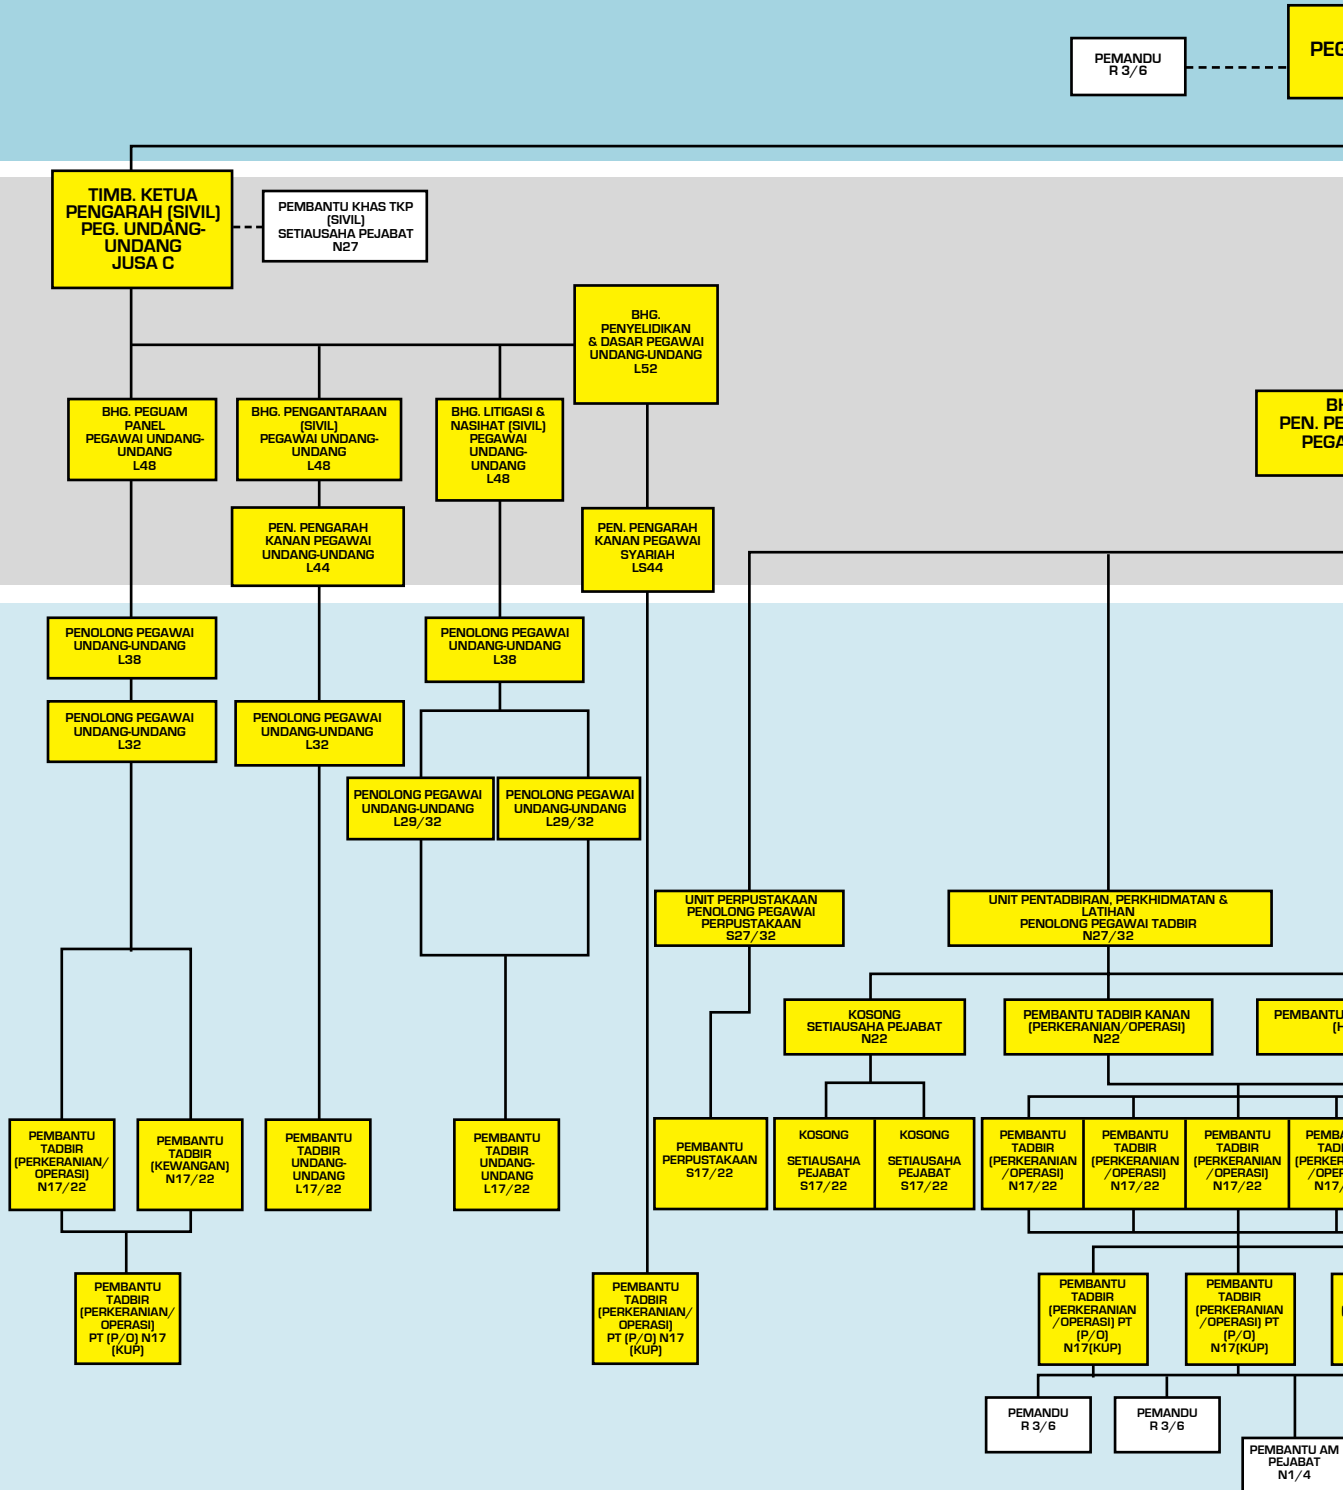 PEMANDU
R 3/6
TIMB. KETUA
PENGARAH (SIVIL)
PEG. UNDANG-
UNDANG
JUSA C
PEMBANTU KHAS TKP
(SIVIL)
SETIAUSAHA PEJABAT
N27
BHG.
PENYELIDIKAN
& DASAR PEGAWAI
UNDANG-UNDANG
L52
BHG. PEGUAM
PANEL
PEGAWAI UNDANG-
UNDANG
L48
BHG. PENGANTARAAN
(SIVIL)
PEGAWAI UNDANG-
UNDANG
L48
BHG. LITIGASI &
NASIHAT (SIVIL)
PEGAWAI
UNDANG-
UNDANG
L48
PEN. PE
PEN. PENGARAH
KANAN PEGAWAI
UNDANG-UNDANG
L44
PEN. PENGARAH
KANAN PEGAWAI
SYARIAH
LS44
PENOLONG PEGAWAI
UNDANG-UNDANG
L38
PENOLONG PEGAWAI
UNDANG-UNDANG
L38
PENOLONG PEGAWAI
UNDANG-UNDANG
L32
PENOLONG PEGAWAI
UNDANG-UNDANG
L32
PENOLONG PEGAWAI
UNDANG-UNDANG
L29/32
PENOLONG PEGAWAI
UNDANG-UNDANG
L29/32
UNIT PERPUSTAKAAN
PENOLONG PEGAWAI
PERPUSTAKAAN
S27/32
UNIT PENTADBIRAN, PERKHIDMATAN &
LATIHAN
PENOLONG PEGAWAI TADBIR
N27/32
KOSONG
SETIAUSAHA PEJABAT
N22
PEMBANTU TADBIR KANAN
(PERKERANIAN/OPERASI)
N22
PEMBANTU
(H
PEMBANTU
TADBIR
(PERKERANIAN/
OPERASI)
N17/22
PEMBANTU
TADBIR
(KEWANGAN)
N17/22
PEMBANTU
TADBIR
UNDANG-
UNDANG
L17/22
PEMBANTU
TADBIR
UNDANG-
UNDANG
L17/22
PEMBANTU
PERPUSTAKAAN
S17/22
KOSONG
SETIAUSAHA
PEJABAT
S17/22
KOSONG
SETIAUSAHA
PEJABAT
S17/22
PEMBANTU
TADBIR
(PERKERANIAN
/OPERASI)
N17/22
PEMBANTU
TADBIR
(PERKERANIAN
/OPERASI)
N17/22
PEMBANTU
TADBIR
(PERKERANIAN
/OPERASI)
N17/22
PEMBANTU
TADBIR
(PERKERANIAN/
OPERASI)
PT (P/O) N17
(KUP)
PEMBANTU
TADBIR
(PERKERANIAN/
OPERASI)
PT (P/O) N17
(KUP)
PEMBANTU
TADBIR
(PERKERANIAN
/OPERASI) PT
(P/O)
N17(KUP)
PEMBANTU
TADBIR
(PERKERANIAN
/OPERASI) PT
(P/O)
N17(KUP)
PEMANDU
R 3/6
PEMANDU
R 3/6
PEMBANTU AM
PEJABAT
N1/4